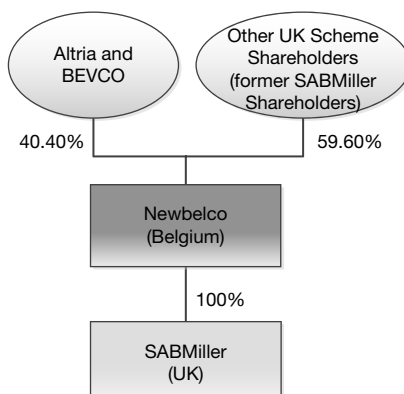 Altria and
BEVCO
Other UK Scheme
Shareholders
(former SABMiller
Shareholders)
40.40%
59.60%
Newbelco
(Belgium)
100%
SABMiller
(UK)